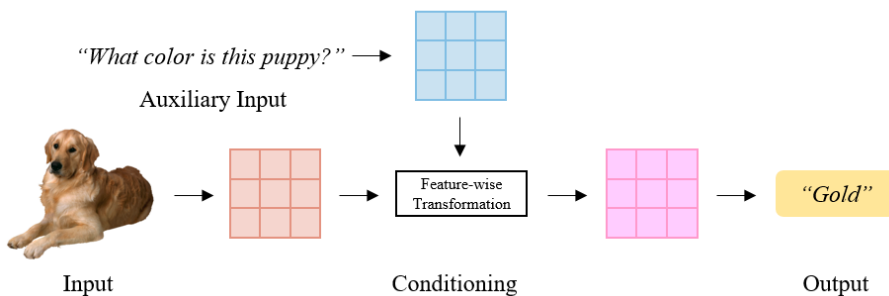 “What color is this puppy?”
Auxiliary Input
Feature-wise
Transformation
“Gold”
Input
Conditioning
Output